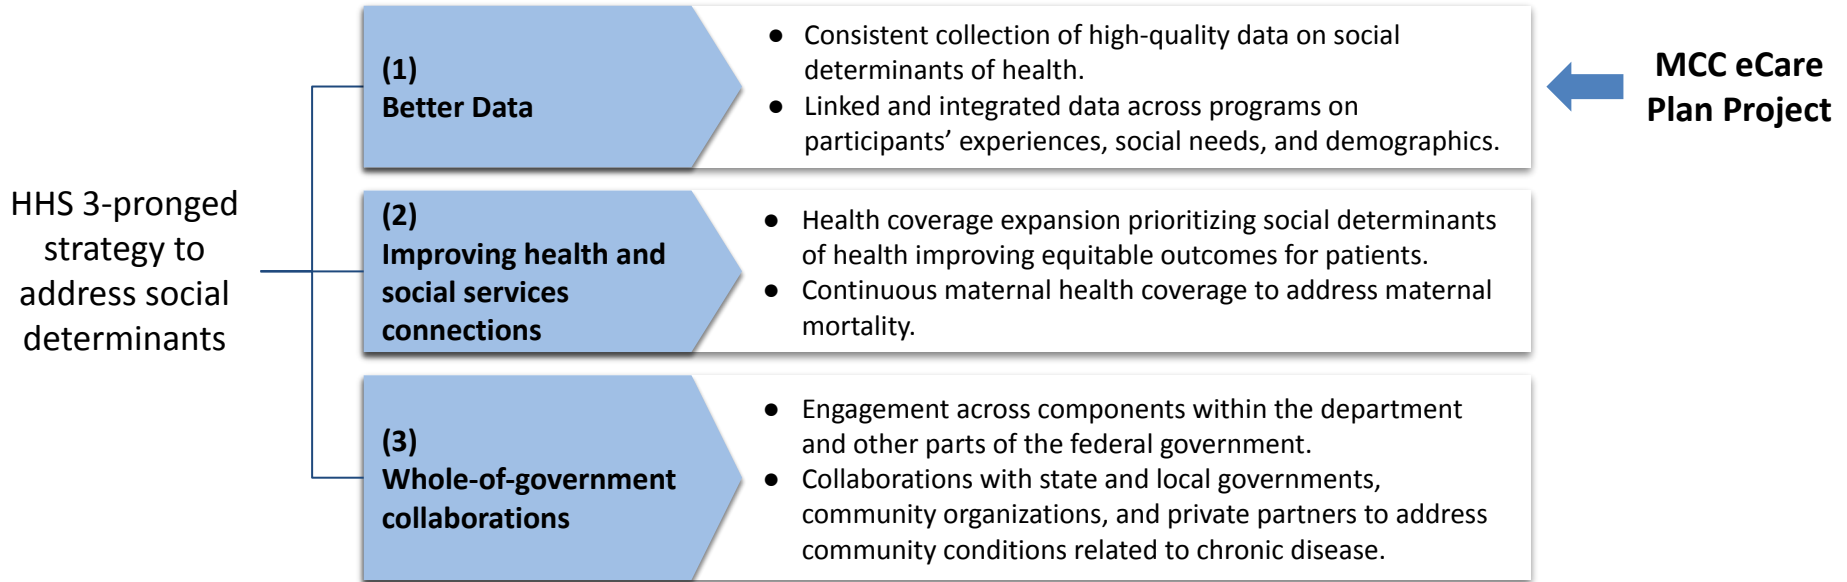 HHS 3-pronged
strategy to
address social
determinants
(1)
Better Data
● Consistent collection of high-quality data on social
determinants of health.
● Linked and integrated data across programs on
participants’ experiences, social needs, and demographics.
MCC eCare
Plan Project
(2)
Improving health and
social services
connections
● Health coverage expansion prioritizing social determinants
of health improving equitable outcomes for patients.
● Continuous maternal health coverage to address maternal
mortality.
(3)
Whole-of-government
collaborations
● Engagement across components within the department
and other parts of the federal government.
● Collaborations with state and local governments,
community organizations, and private partners to address
community conditions related to chronic disease.